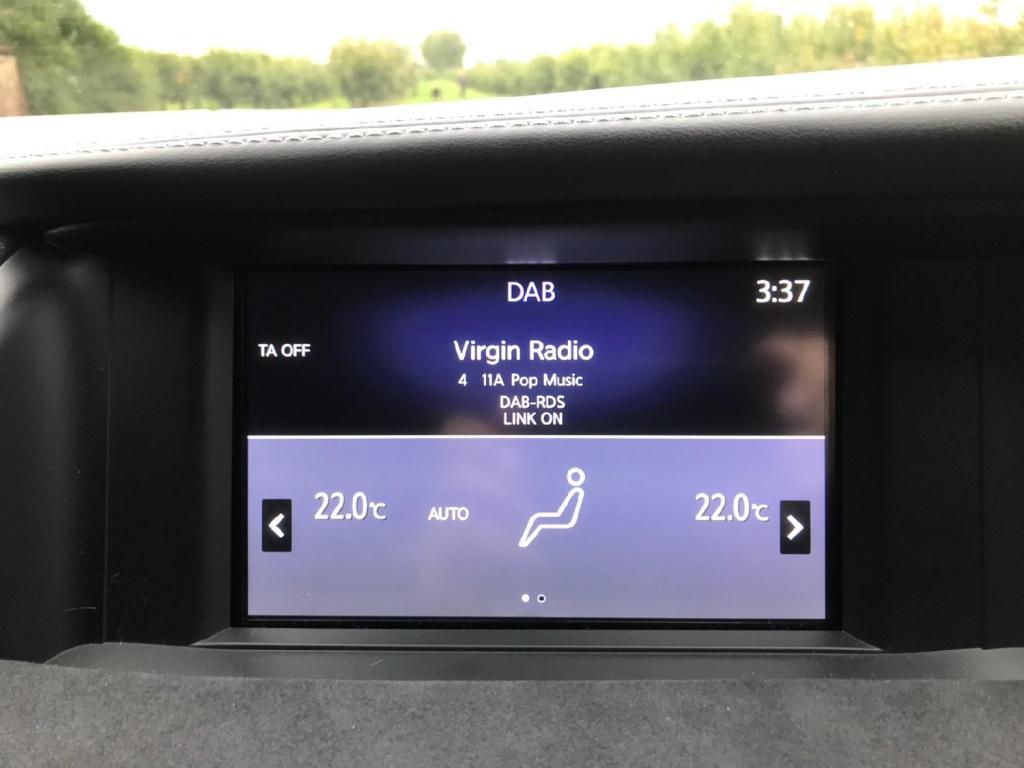 DAB
3:37
TA OFF
Virgin Radio
4 11A Pop Music
DAB-RDS
LINK ON
22.0℃
AUTO
22.0℃